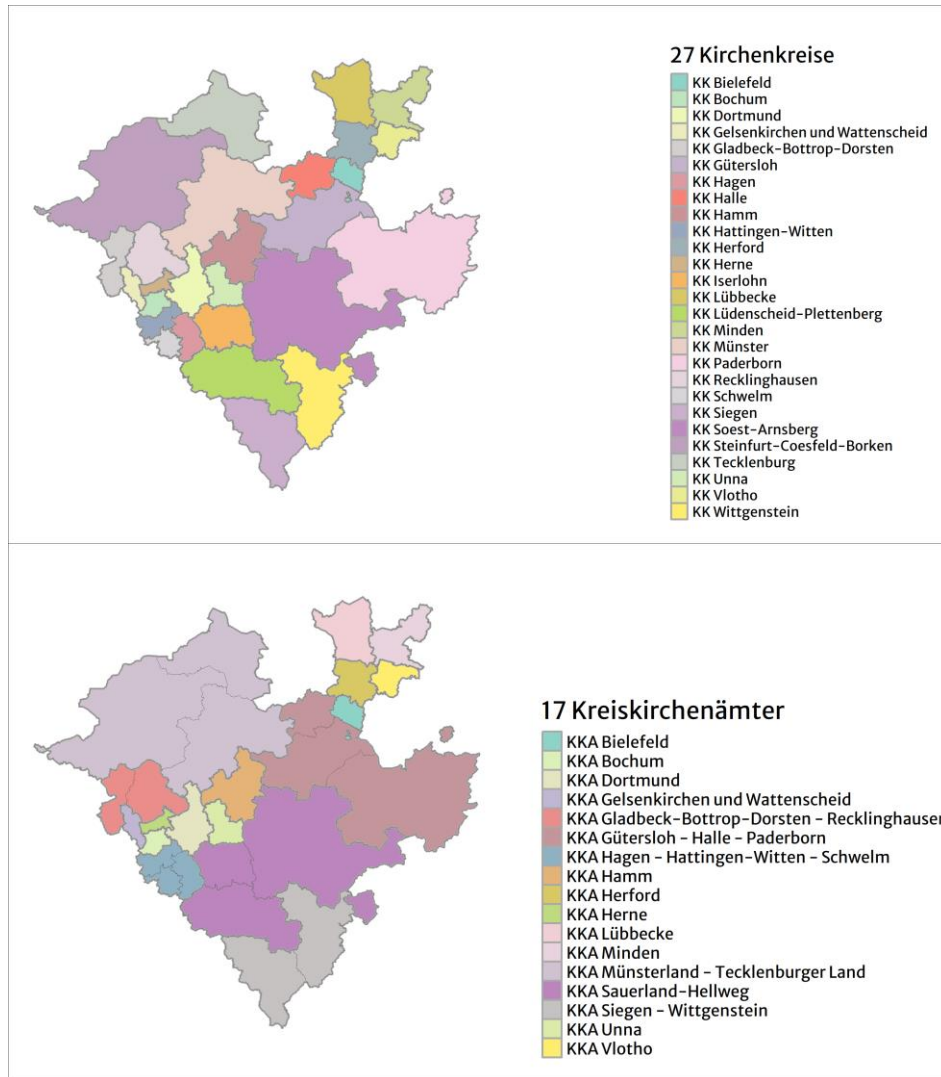 27 Kirchenkreise
KK Bielefeld
KK Bochum
KK Dortmund
KK Gelsenkirchen und Wattenscheid
KK Gladbeck-Bottrop-Dorsten
KK Gütersloh
KK Hagen
KK Halle
KK Hamm
KK Hattingen-Witten
KK Herford
KK Herne
KK Iserlohn
KK Lübbecke
KK Lüdenscheid-Plettenberg
KK Minden
KK Münster
KK Paderborn
KK Recklinghausen
KK Schwelm
KK Siegen
KK Soest-Arnsberg
KK Steinfurt-Coesfeld-Borken
KK Tecklenburg
KK Unna
KK Vlotho
KK Wittgenstein
17 Kreiskirchenämter
KKA Bielefeld
KKA Bochum
KKA Dortmund
KKA Gelsenkirchen und Wattenscheid
KKA Gladbeck-Bottrop-Dorsten - Recklinghausen
KKA Gütersloh - Halle - Paderborn
KKA Hagen - Hattingen-Witten - Schwelm
KKA Hamm
KKA Herford
KKA Herne
KKA Lübbecke
KKA Minden
KKA Münsterland - Tecklenburger Land
KKA Sauerland-Hellweg
KKA Siegen - Wittgenstein
KKA Unna
KKA Vlotho